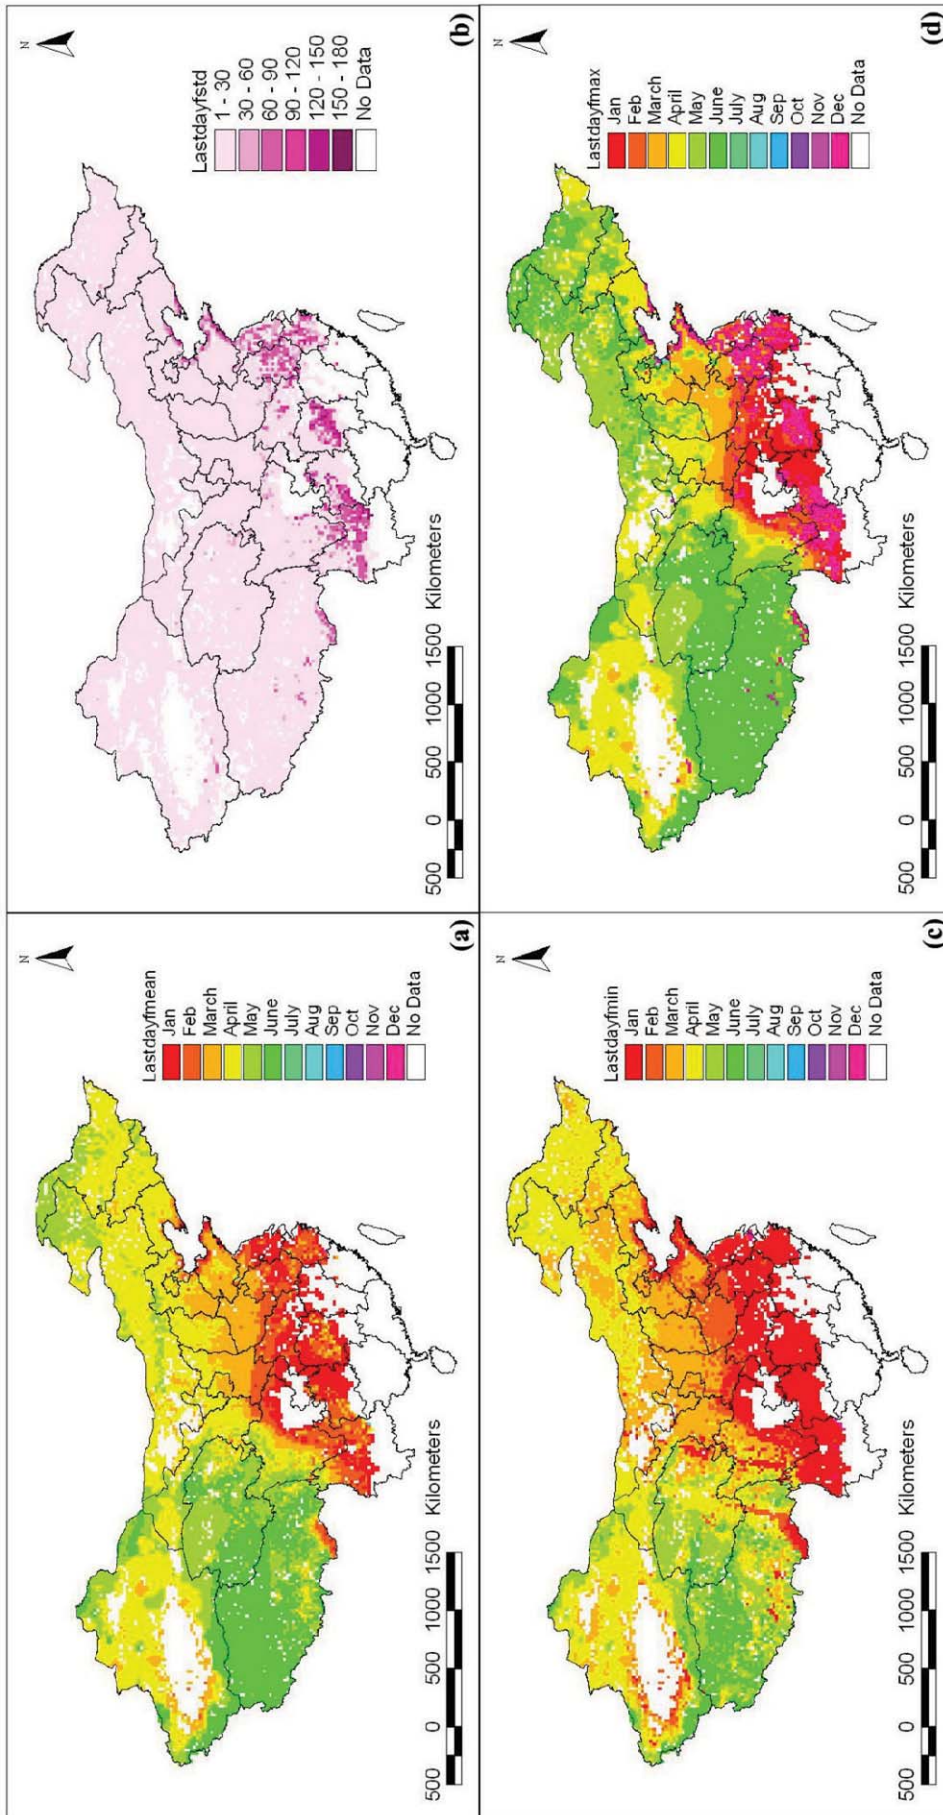 N
Lastdayfmean
Jan
Feb
March
April
May
June
July
Aug
Sep
Oct
Nov
Dec
No Data
500 0 500 1000 1500 Kilometers
(a)
N
Lastdayfstd
1 - 30
30 - 60
60 - 90
90 - 120
120 - 150
150 - 180
No Data
500 0 500 1000 1500 Kilometers
(b)
N
Lastdayfmin
Jan
Feb
March
April
May
June
July
Aug
Sep
Oct
Nov
Dec
No Data
500 0 500 1000 1500 Kilometers
(c)
N
Lastdayfmax
Jan
Feb
March
April
May
June
July
Aug
Sep
Oct
Nov
Dec
No Data
500 0 500 1000 1500 Kilometers
(d)